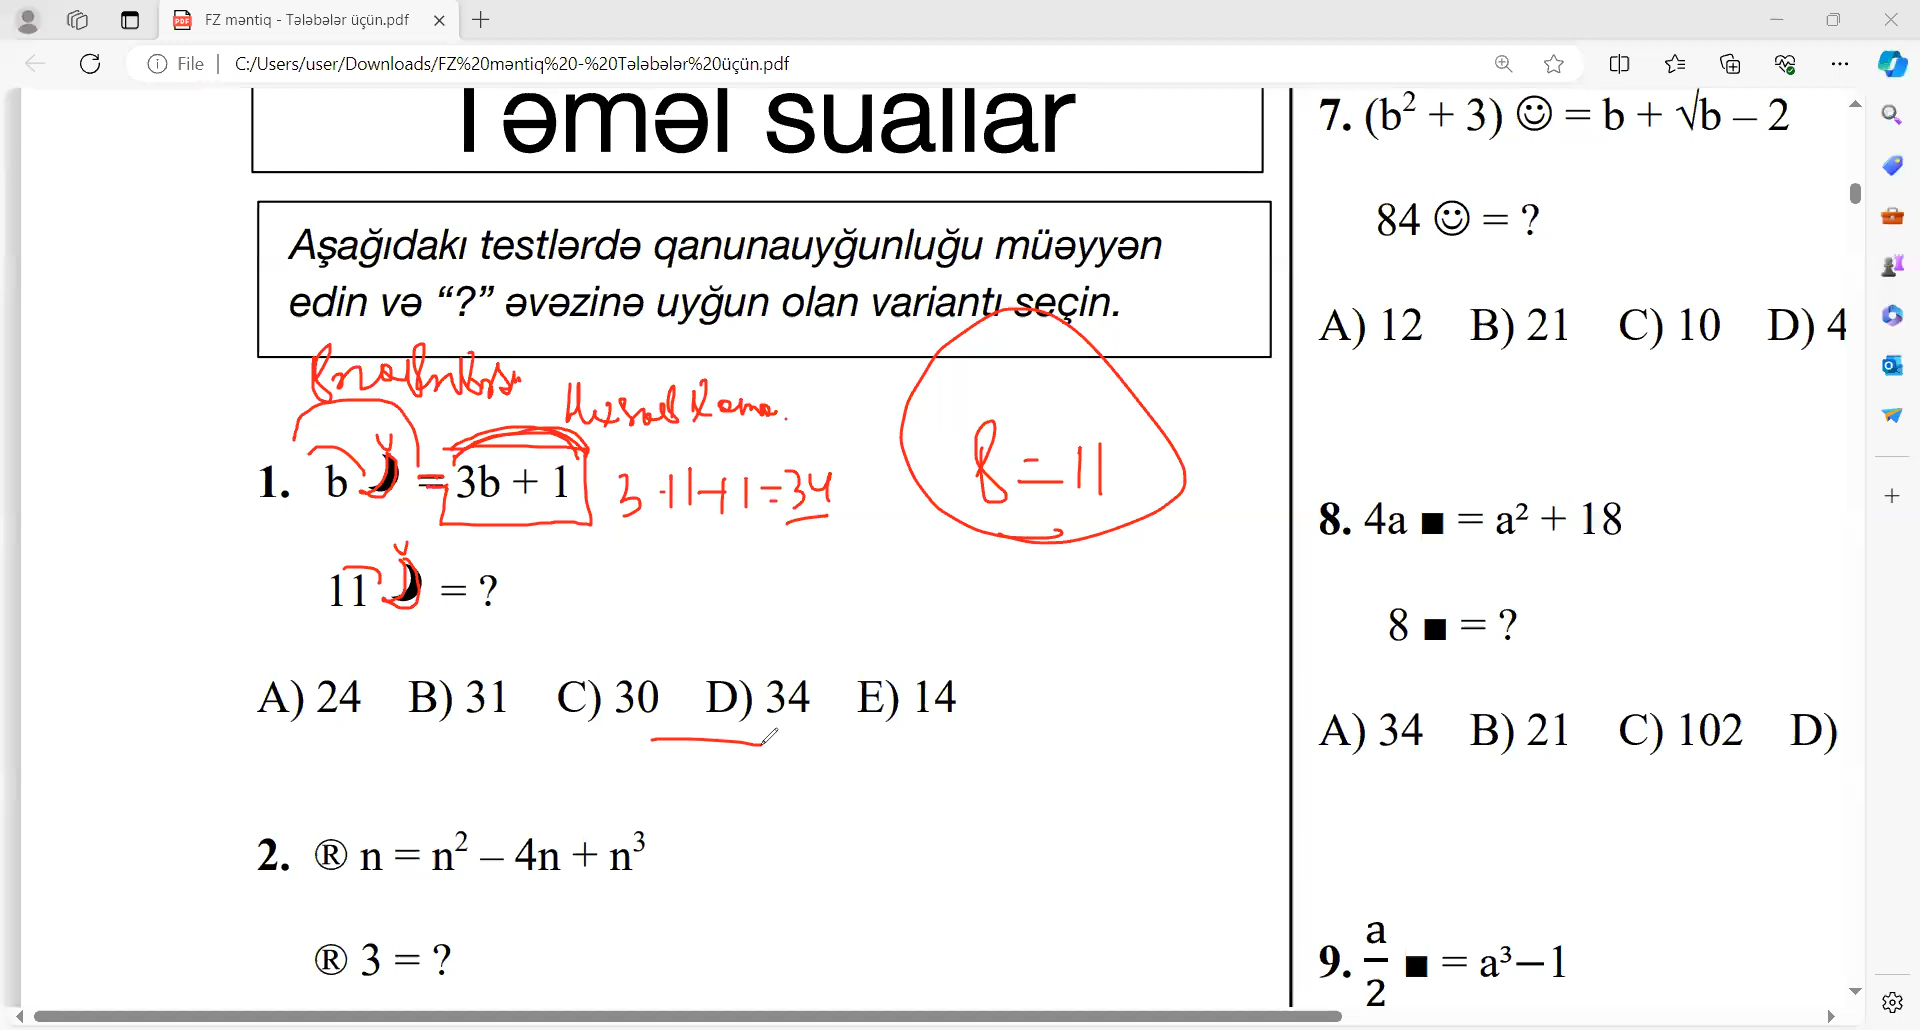 FZ məntiq - Tələbələr üçün.pdf
File | C:/Users/user/Downloads/FZ%20məntiq%20-%20Tələbələr%20üçün.pdf
Təməl suallar
Aşağıdakı testlərdə qanunauyğunluğu müəyyən
edin və “?” əvəzinə uyğun olan variantı seçin.
1. b = 3b + 1
3·11+1=34
b=11
11 = ?
A) 24 B) 31 C) 30 D) 34 E) 14
2. ® n = n² – 4n + n³
® 3 = ?
7. (b² + 3) ☺ = b + √b – 2
84 ☺ = ?
A) 12 B) 21 C) 10 D) 4
8. 4a ■ = a² + 18
8 ■ = ?
A) 34 B) 21 C) 102 D)
9. a/2 ■ = a³–1